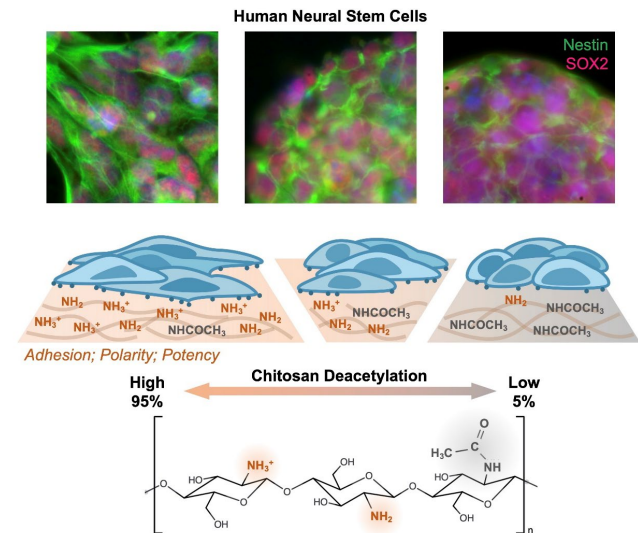 Human Neural Stem Cells
Nestin
SOX2
NH₂ NH₃⁺ NH₃⁺ NH₃⁺ NH₂
NH₃⁺ NH₃⁺ NH₂ NHCOCH₃ NH₂
NH₃⁺ NHCOCH₃
NH₂ NH₂
NH₂ NHCOCH₃
NHCOCH₃ NHCOCH₃
Adhesion; Polarity; Potency
High Chitosan Deacetylation Low
95% 5%
O
H₃C C
NH₃⁺ OH NH
HO O HO
O O O O O
HO
OH NH₂ OH
n